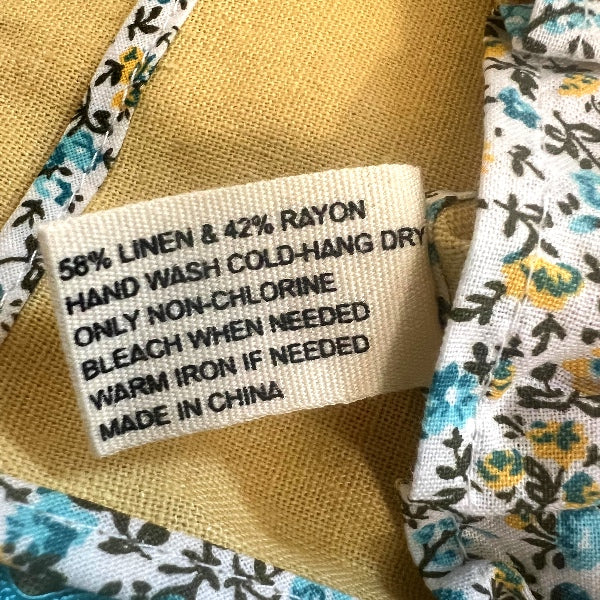 58% LINEN & 42% RAYON
HAND WASH COLD-HANG DRY
ONLY NON-CHLORINE
BLEACH WHEN NEEDED
WARM IRON IF NEEDED
MADE IN CHINA